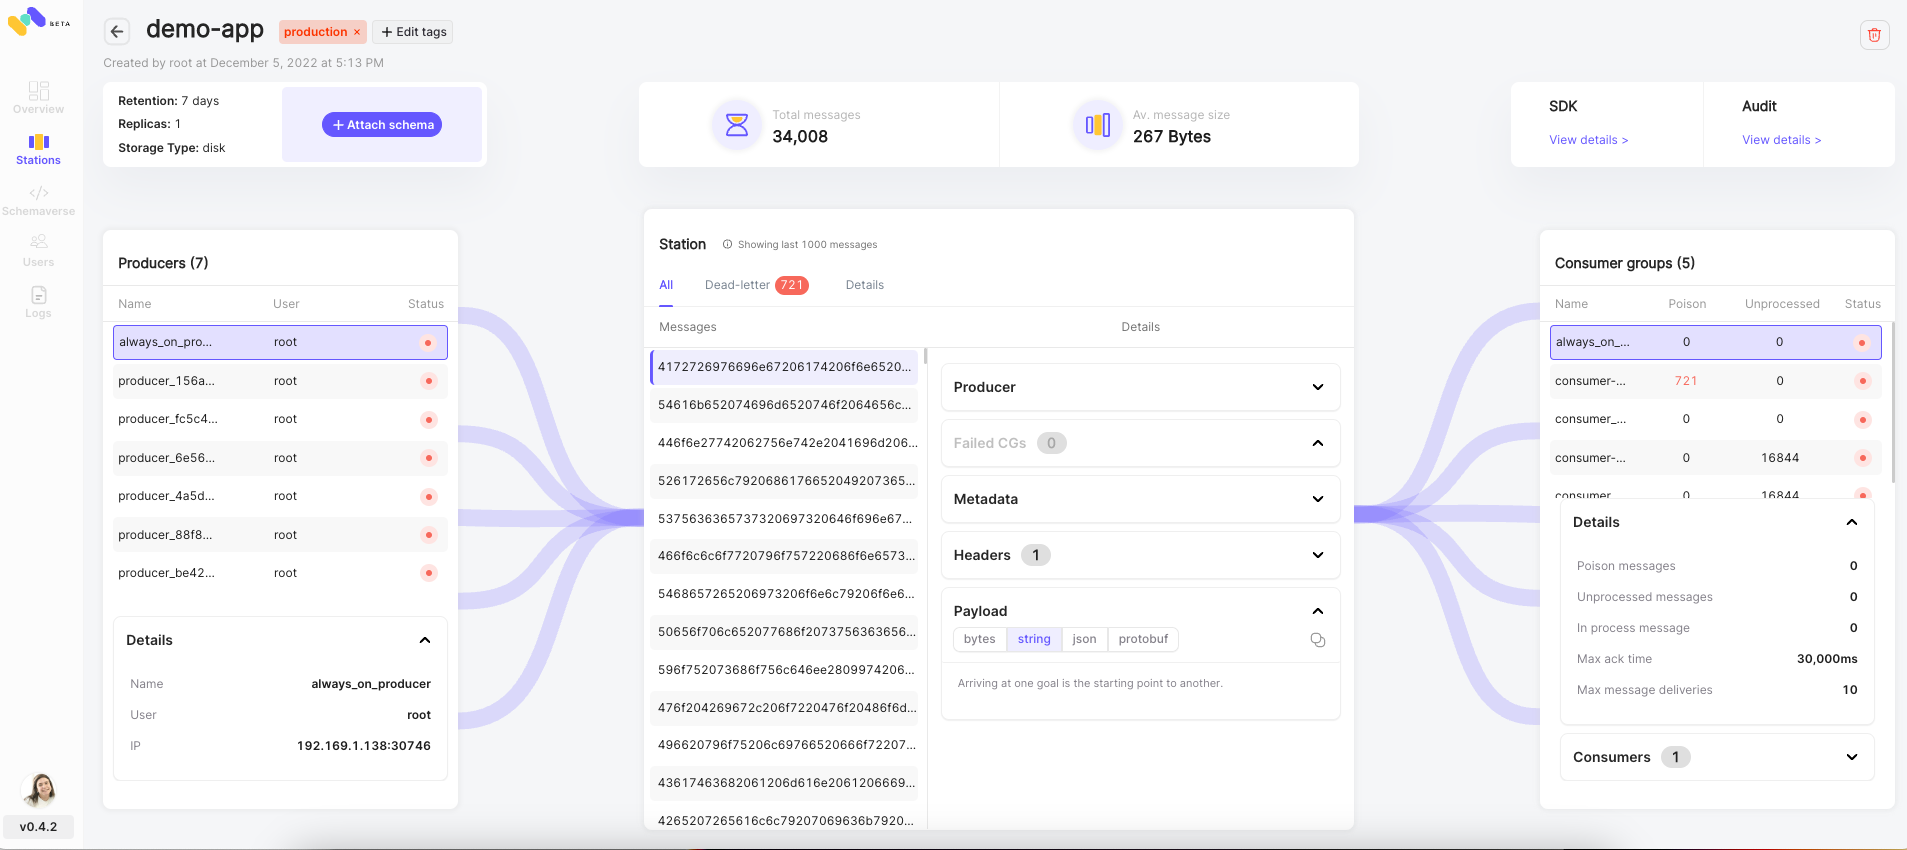 BETA
Overview
Stations
Schemaverse
Users
Logs
v0.4.2
demo-app
production ×
+ Edit tags
Created by root at December 5, 2022 at 5:13 PM
Retention: 7 days
Replicas: 1
Storage Type: disk
+ Attach schema
Total messages
34,008
Av. message size
267 Bytes
SDK
View details >
Audit
View details >
Producers (7)
Name User Status
always_on_pro... root
producer_156a... root
producer_fc5c4... root
producer_6e56... root
producer_4a5d... root
producer_88f8... root
producer_be42... root
Details
Name always_on_producer
User root
IP 192.169.1.138:30746
Station Showing last 1000 messages
All Dead-letter 721 Details
Messages Details
4172726976696e67206174206f6e6520...
54616b652074696d6520746f2064656c...
446f6e27742062756e742e2041696d206...
526172656c7920686176652049207365...
5375636365737320697320646f696e67...
466f6c6c6f7720796f757220686f6e6573...
5468657265206973206f6e6c79206f6e6...
50656f706c652077686f207375636365​6...
596f752073686f756c646ee2809974206...
476f204269672c206f7220476f20486f6d...
496620796f75206c69766520666f72207...
43617463682061206d616e2061206669...
4265207265616c6c79207069636b7920...
Producer
Failed CGs 0
Metadata
Headers 1
Payload
bytes string json protobuf
Arriving at one goal is the starting point to another.
Consumer groups (5)
Name Poison Unprocessed Status
always_on_... 0 0
consumer-... 721 0
consumer_... 0 0
consumer-... 0 16844
consumer 0 16844
Details
Poison messages 0
Unprocessed messages 0
In process message 0
Max ack time 30,000ms
Max message deliveries 10
Consumers 1